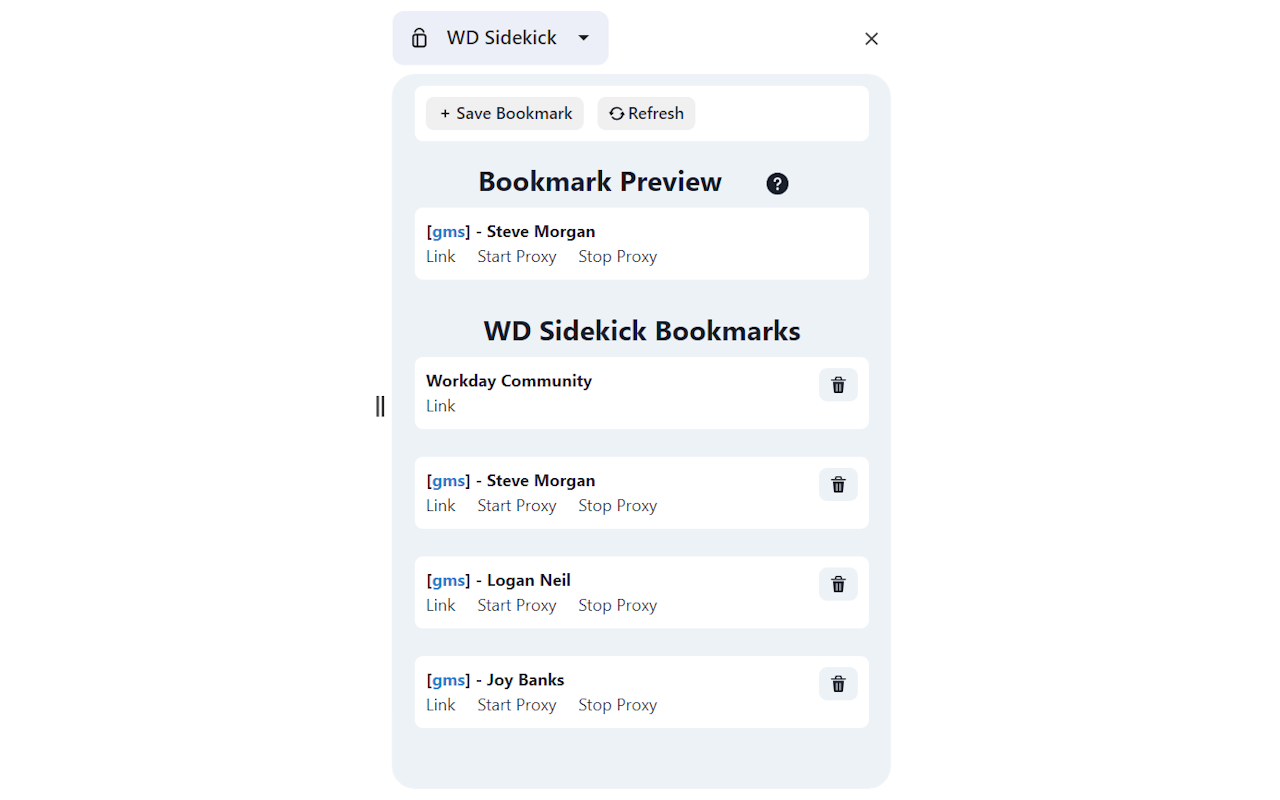 WD Sidekick
+ Save Bookmark Refresh
Bookmark Preview ?
[gms] - Steve Morgan
Link Start Proxy Stop Proxy
WD Sidekick Bookmarks
Workday Community
Link
[gms] - Steve Morgan
Link Start Proxy Stop Proxy
[gms] - Logan Neil
Link Start Proxy Stop Proxy
[gms] - Joy Banks
Link Start Proxy Stop Proxy